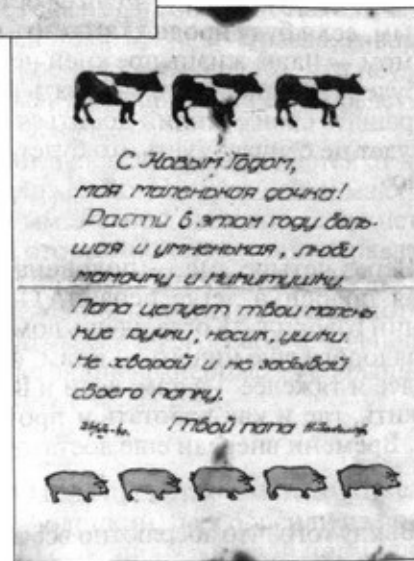 С Новым Годом,
моя маленькая дочка!
Расти в этом году боль-
шая и умненькая, люби
мамочку и Никитушку.
Папа целует твои малень-
кие ручки, носик, ушки.
Не хворай и не забывай
своего папку.
Твой папа